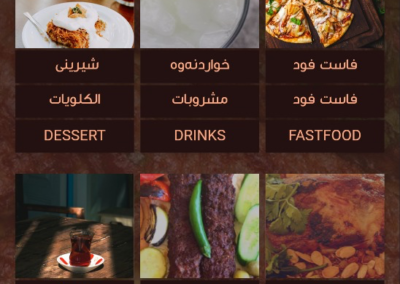 شیرینی
خواردنەوە
فاست فود
الكلويات
مشروبات
فاست فود
DESSERT
DRINKS
FASTFOOD